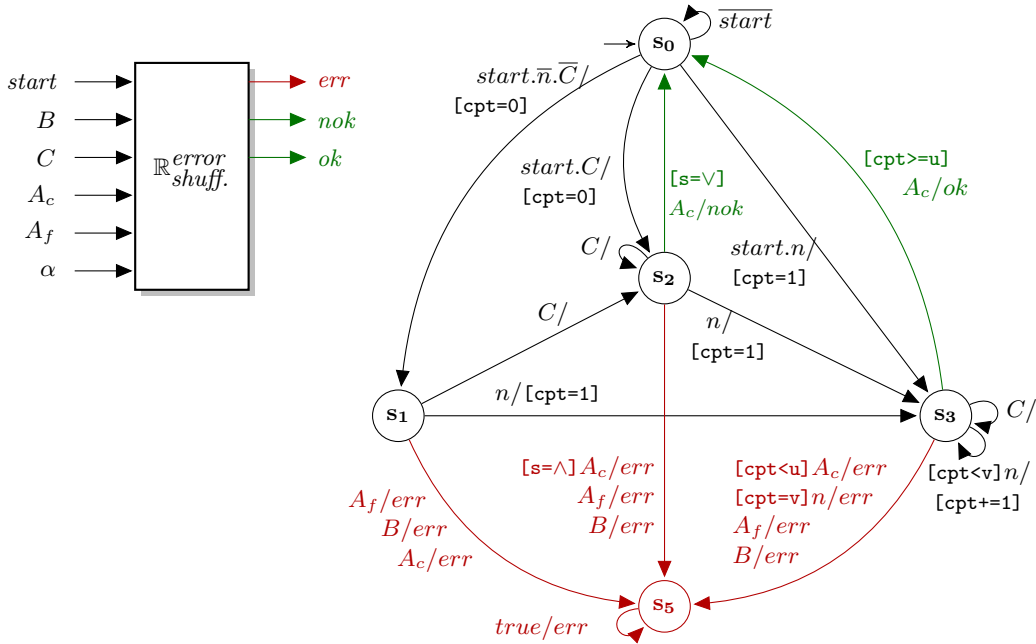 start
B
C
A_c
A_f
α
ℝ^error_shuff.
err
nok
ok
s₀
\overline{start}
start.n̅.C̅/
[cpt=0]
start.C/
[cpt=0]
[s=∨]
A_c/nok
[cpt>=u]
A_c/ok
start.n/
[cpt=1]
C/
s₂
C/
n/
[cpt=1]
n/[cpt=1]
s₁
s₃
C/
[cpt<v]n/
[cpt+=1]
A_f/err
B/err
A_c/err
[s=∧]A_c/err
A_f/err
B/err
[cpt<u]A_c/err
[cpt=v]n/err
A_f/err
B/err
s₅
true/err